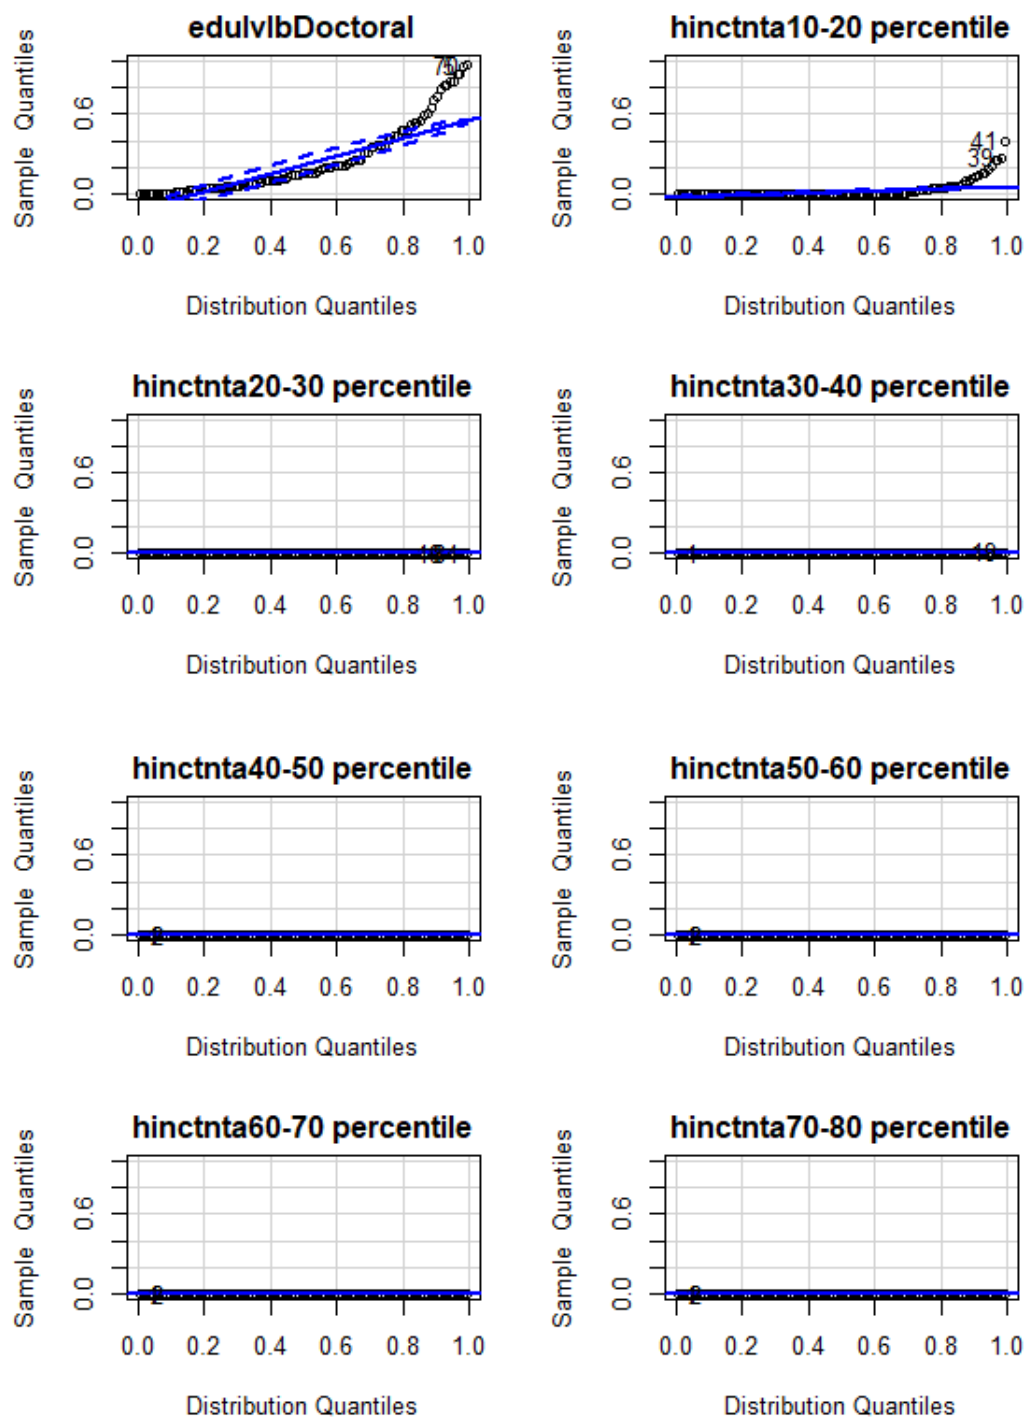 edulvlbDoctoral
Sample Quantiles
0.0 0.6
0.0 0.2 0.4 0.6 0.8 1.0
Distribution Quantiles
hinctnta10-20 percentile
Sample Quantiles
0.0 0.6
41
39
0.0 0.2 0.4 0.6 0.8 1.0
Distribution Quantiles
hinctnta20-30 percentile
Sample Quantiles
0.0 0.6
0.0 0.2 0.4 0.6 0.8 1.0
Distribution Quantiles
hinctnta30-40 percentile
Sample Quantiles
0.0 0.6
0.0 0.2 0.4 0.6 0.8 1.0
Distribution Quantiles
hinctnta40-50 percentile
Sample Quantiles
0.0 0.6
0.0 0.2 0.4 0.6 0.8 1.0
Distribution Quantiles
hinctnta50-60 percentile
Sample Quantiles
0.0 0.6
0.0 0.2 0.4 0.6 0.8 1.0
Distribution Quantiles
hinctnta60-70 percentile
Sample Quantiles
0.0 0.6
0.0 0.2 0.4 0.6 0.8 1.0
Distribution Quantiles
hinctnta70-80 percentile
Sample Quantiles
0.0 0.6
0.0 0.2 0.4 0.6 0.8 1.0
Distribution Quantiles